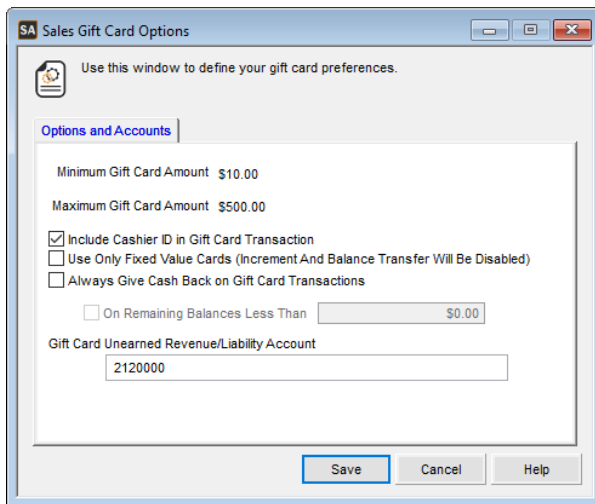 SA Sales Gift Card Options
Use this window to define your gift card preferences.
Options and Accounts
Minimum Gift Card Amount $10.00
Maximum Gift Card Amount $500.00
Include Cashier ID in Gift Card Transaction
Use Only Fixed Value Cards (Increment And Balance Transfer Will Be Disabled)
Always Give Cash Back on Gift Card Transactions
On Remaining Balances Less Than $0.00
Gift Card Unearned Revenue/Liability Account
2120000
Save Cancel Help